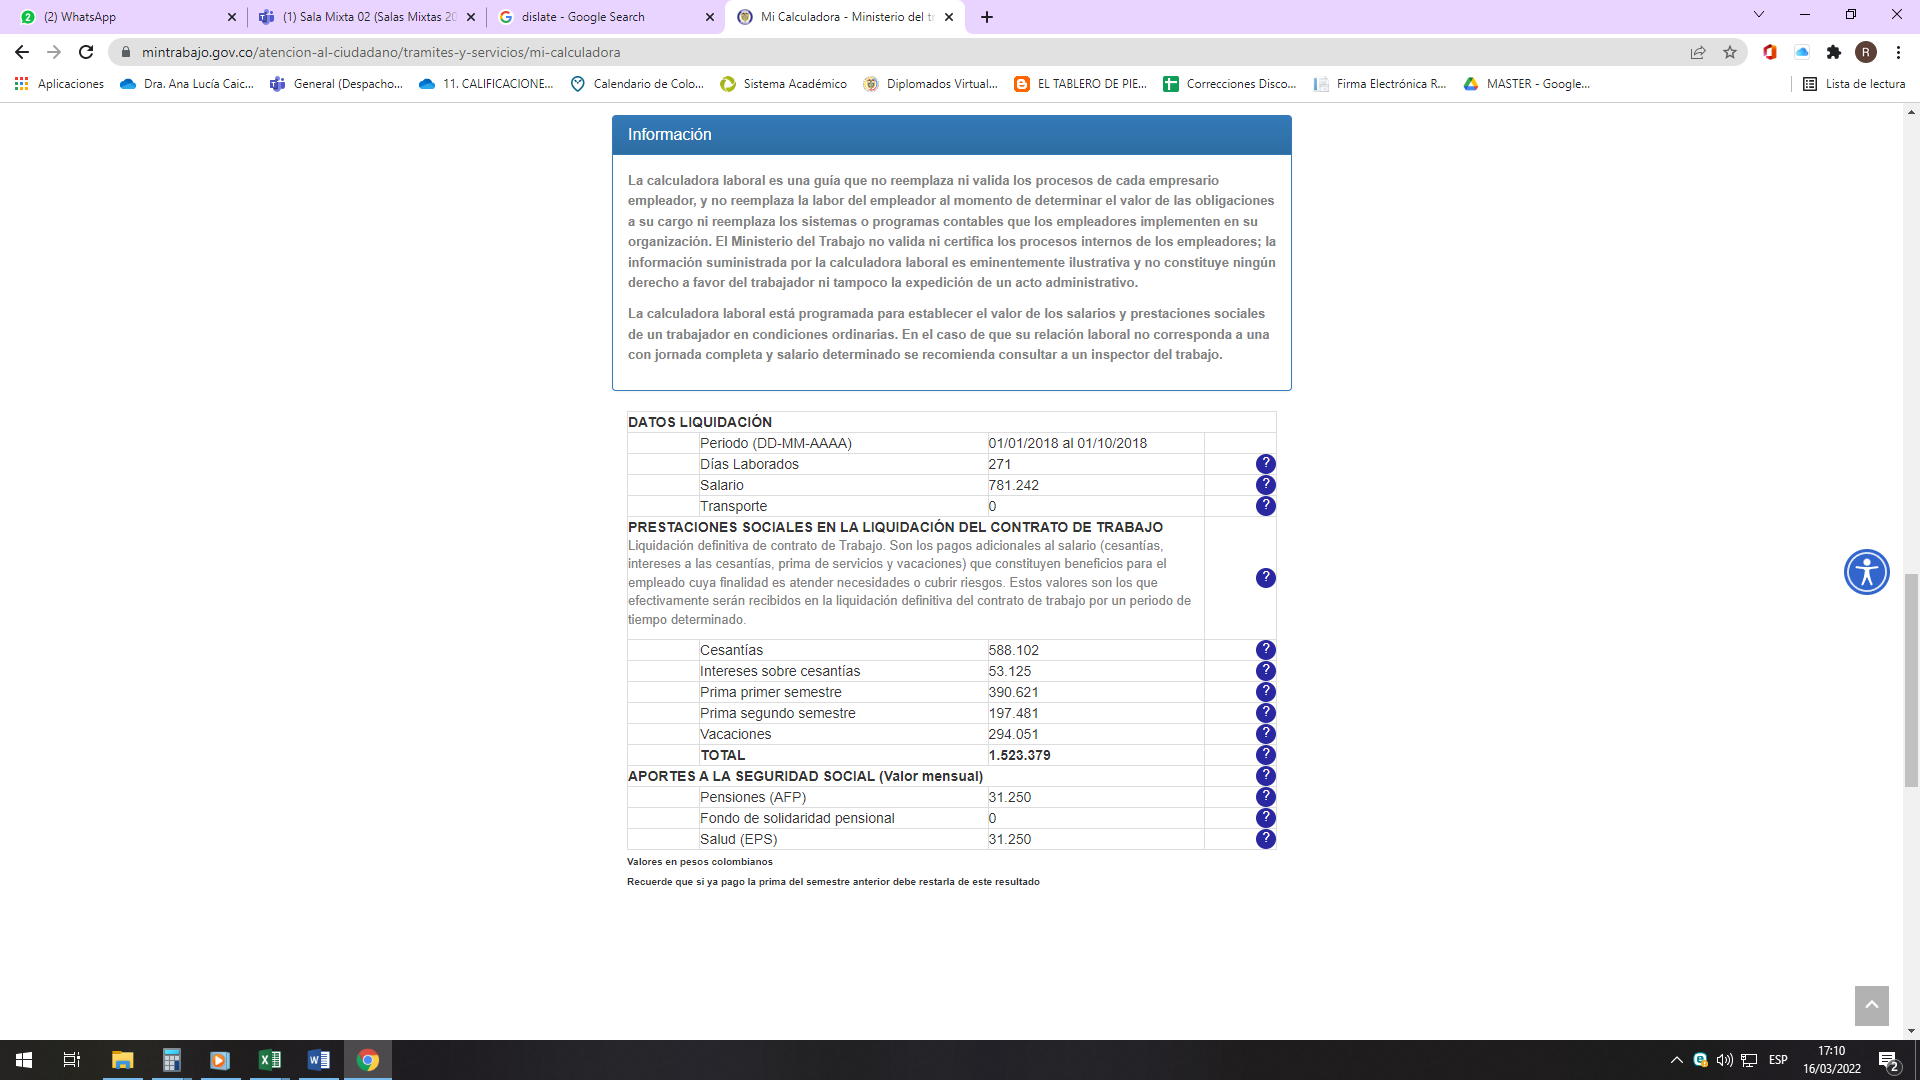 (2) WhatsApp
(1) Sala Mixta 02 (Salas Mixtas 20
dislate - Google Search
Mi Calculadora - Ministerio del tr
mintrabajo.gov.co/atencion-al-ciudadano/tramites-y-servicios/mi-calculadora
R
Aplicaciones
Dra. Ana Lucía Caic...
General (Despacho...
11. CALIFICACIONE...
Calendario de Colo...
Sistema Académico
Diplomados Virtual...
EL TABLERO DE PIE...
Correcciones Disco...
Firma Electrónica R...
MASTER - Google...
Lista de lectura
Información
La calculadora laboral es una guía que no reemplaza ni valida los procesos de cada empresario
empleador, y no reemplaza la labor del empleador al momento de determinar el valor de las obligaciones
a su cargo ni reemplaza los sistemas o programas contables que los empleadores implementen en su
organización. El Ministerio del Trabajo no valida ni certifica los procesos internos de los empleadores; la
información suministrada por la calculadora laboral es eminentemente ilustrativa y no constituye ningún
derecho a favor del trabajador ni tampoco la expedición de un acto administrativo.
La calculadora laboral está programada para establecer el valor de los salarios y prestaciones sociales
de un trabajador en condiciones ordinarias. En el caso de que su relación laboral no corresponda a una
con jornada completa y salario determinado se recomienda consultar a un inspector del trabajo.
DATOS LIQUIDACIÓN
Periodo (DD-MM-AAAA) 01/01/2018 al 01/10/2018
Días Laborados 271 ?
Salario 781.242 ?
Transporte 0 ?
PRESTACIONES SOCIALES EN LA LIQUIDACIÓN DEL CONTRATO DE TRABAJO
Liquidación definitiva de contrato de Trabajo. Son los pagos adicionales al salario (cesantías,
intereses a las cesantías, prima de servicios y vacaciones) que constituyen beneficios para el
empleado cuya finalidad es atender necesidades o cubrir riesgos. Estos valores son los que ?
efectivamente serán recibidos en la liquidación definitiva del contrato de trabajo por un periodo de
tiempo determinado.
Cesantías 588.102 ?
Intereses sobre cesantías 53.125 ?
Prima primer semestre 390.621 ?
Prima segundo semestre 197.481 ?
Vacaciones 294.051 ?
TOTAL 1.523.379 ?
APORTES A LA SEGURIDAD SOCIAL (Valor mensual) ?
Pensiones (AFP) 31.250 ?
Fondo de solidaridad pensional 0 ?
Salud (EPS) 31.250 ?
Valores en pesos colombianos
Recuerde que si ya pago la prima del semestre anterior debe restarla de este resultado
ESP
17:10
16/03/2022
2